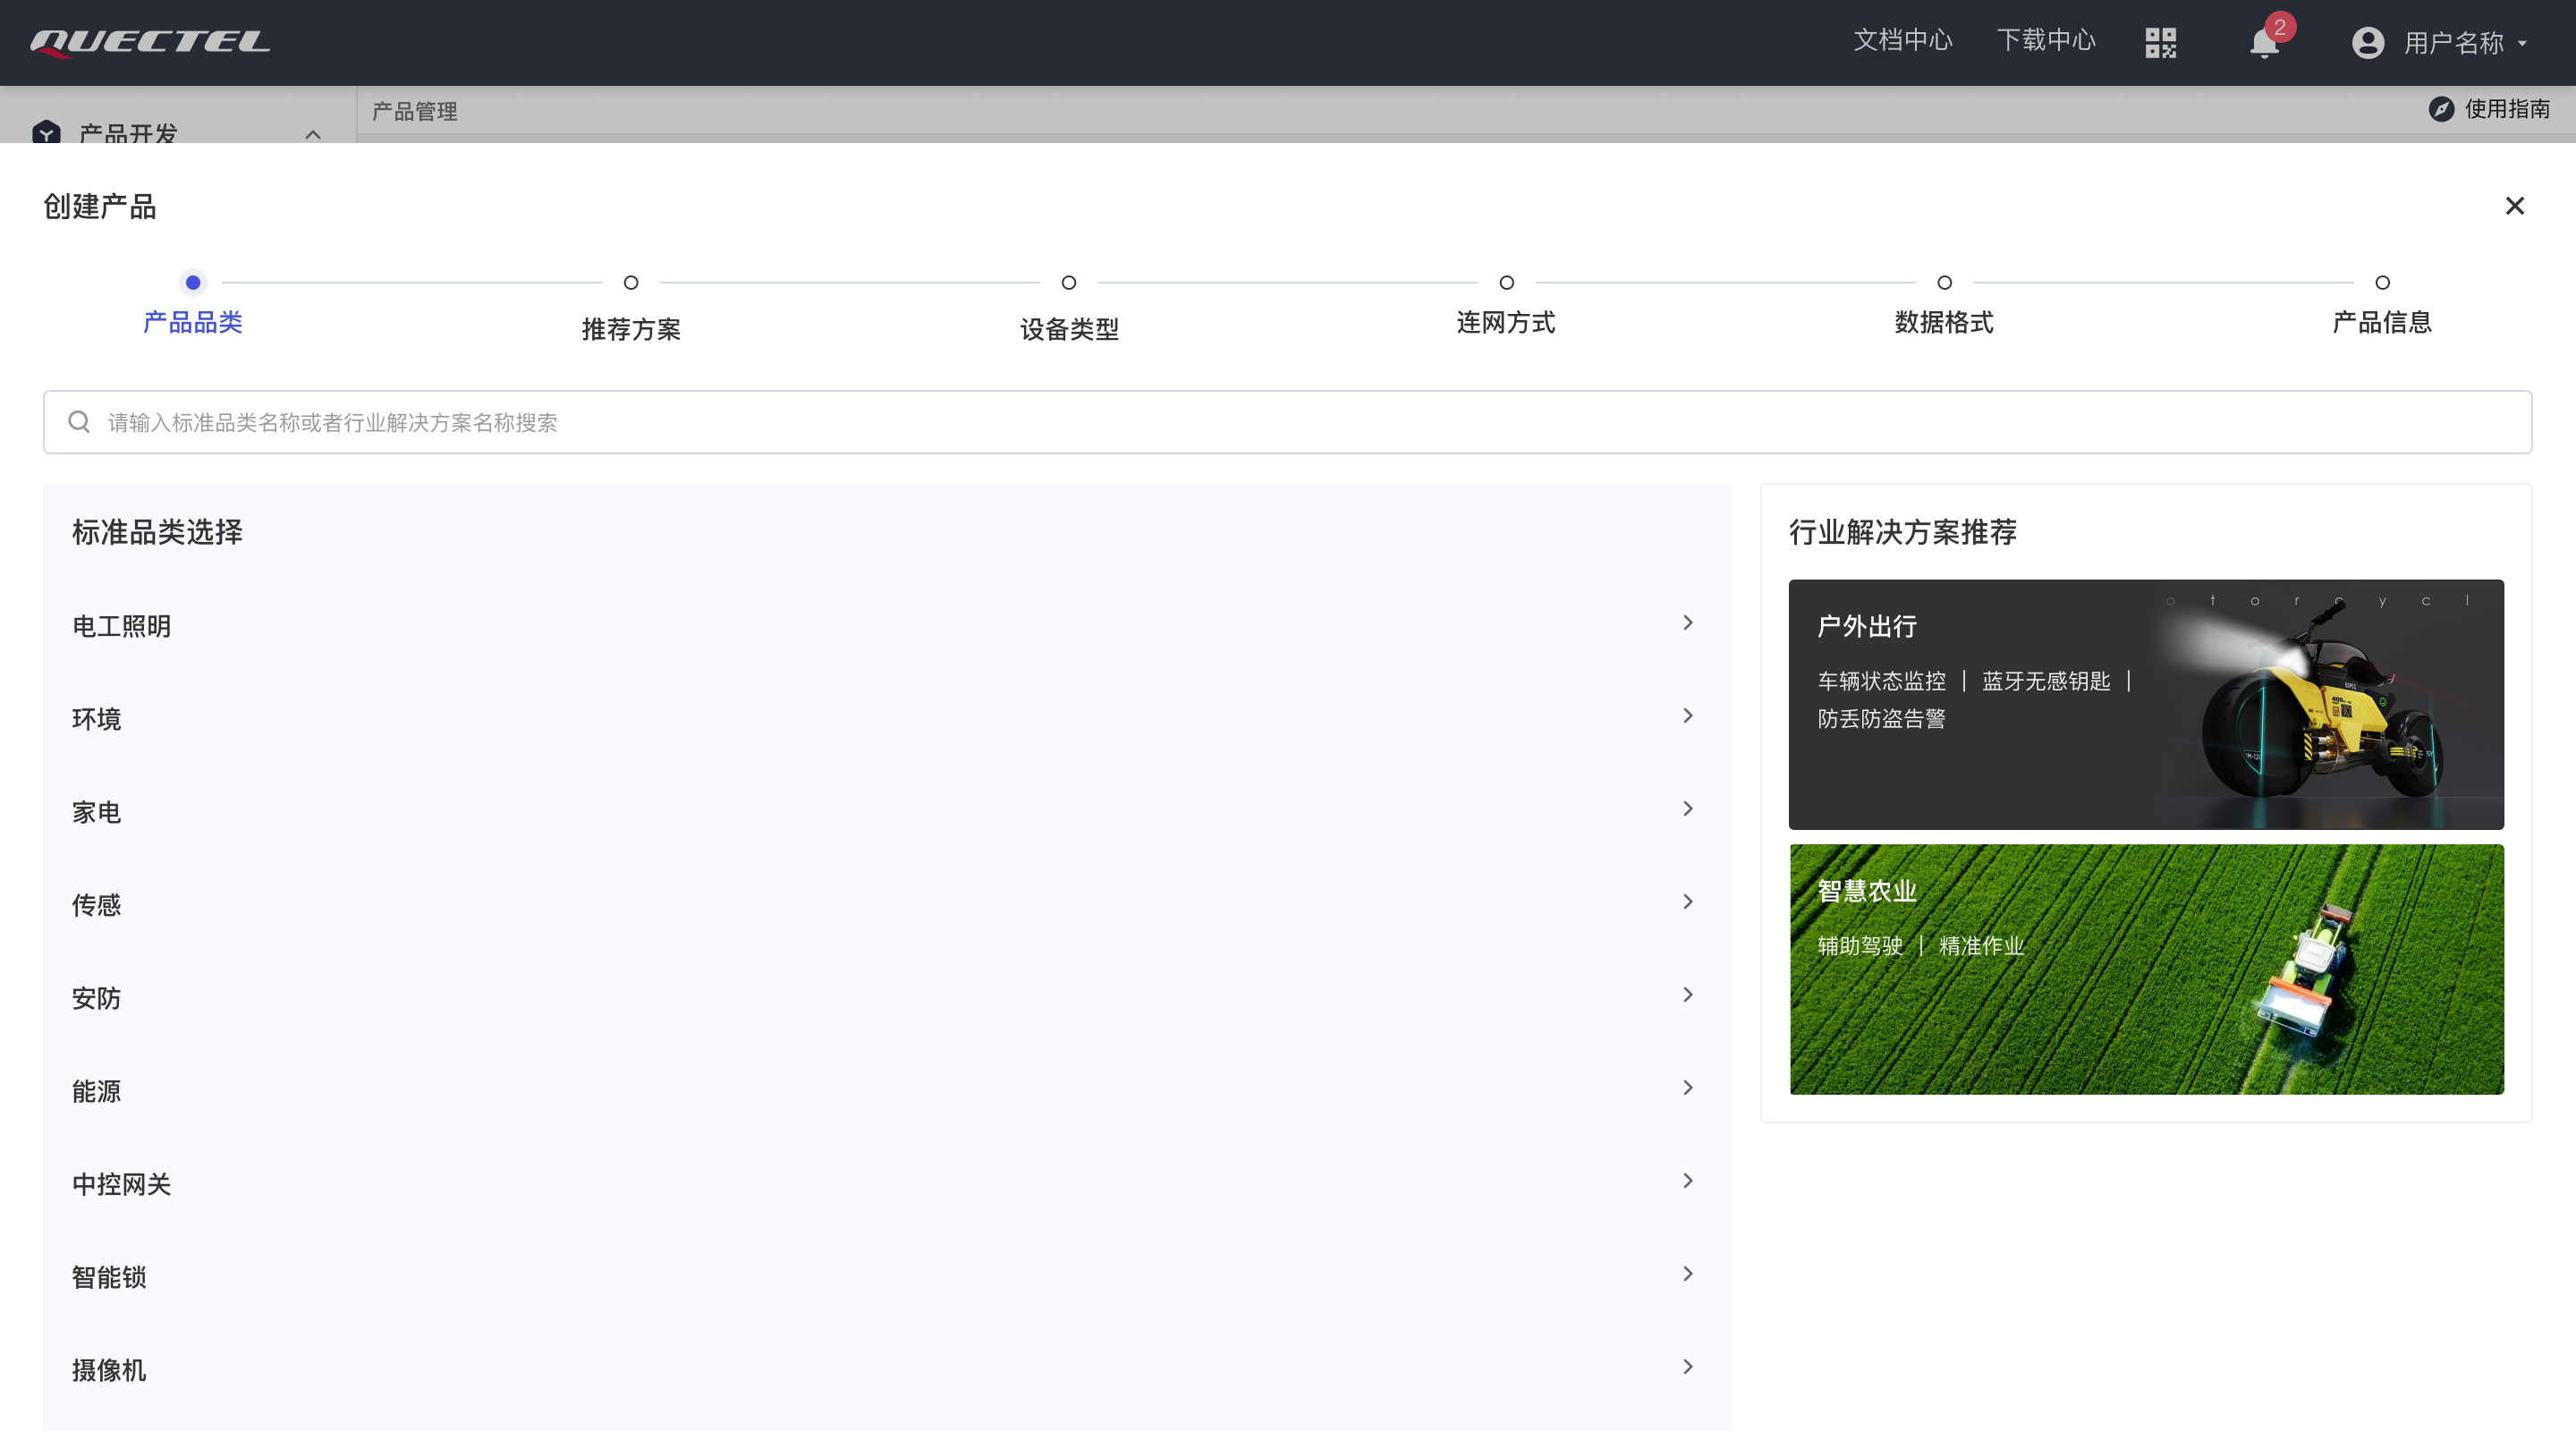 QUECTEL
文档中心
下载中心
2
用户名称
产品开发
产品管理
使用指南
创建产品
产品品类
推荐方案
设备类型
连网方式
数据格式
产品信息
请输入标准品类名称或者行业解决方案名称搜索
标准品类选择
电工照明
环境
家电
传感
安防
能源
中控网关
智能锁
摄像机
行业解决方案推荐
o t o r c y c l
户外出行
车辆状态监控 | 蓝牙无感钥匙 |
防丢防盗告警
智慧农业
辅助驾驶 | 精准作业